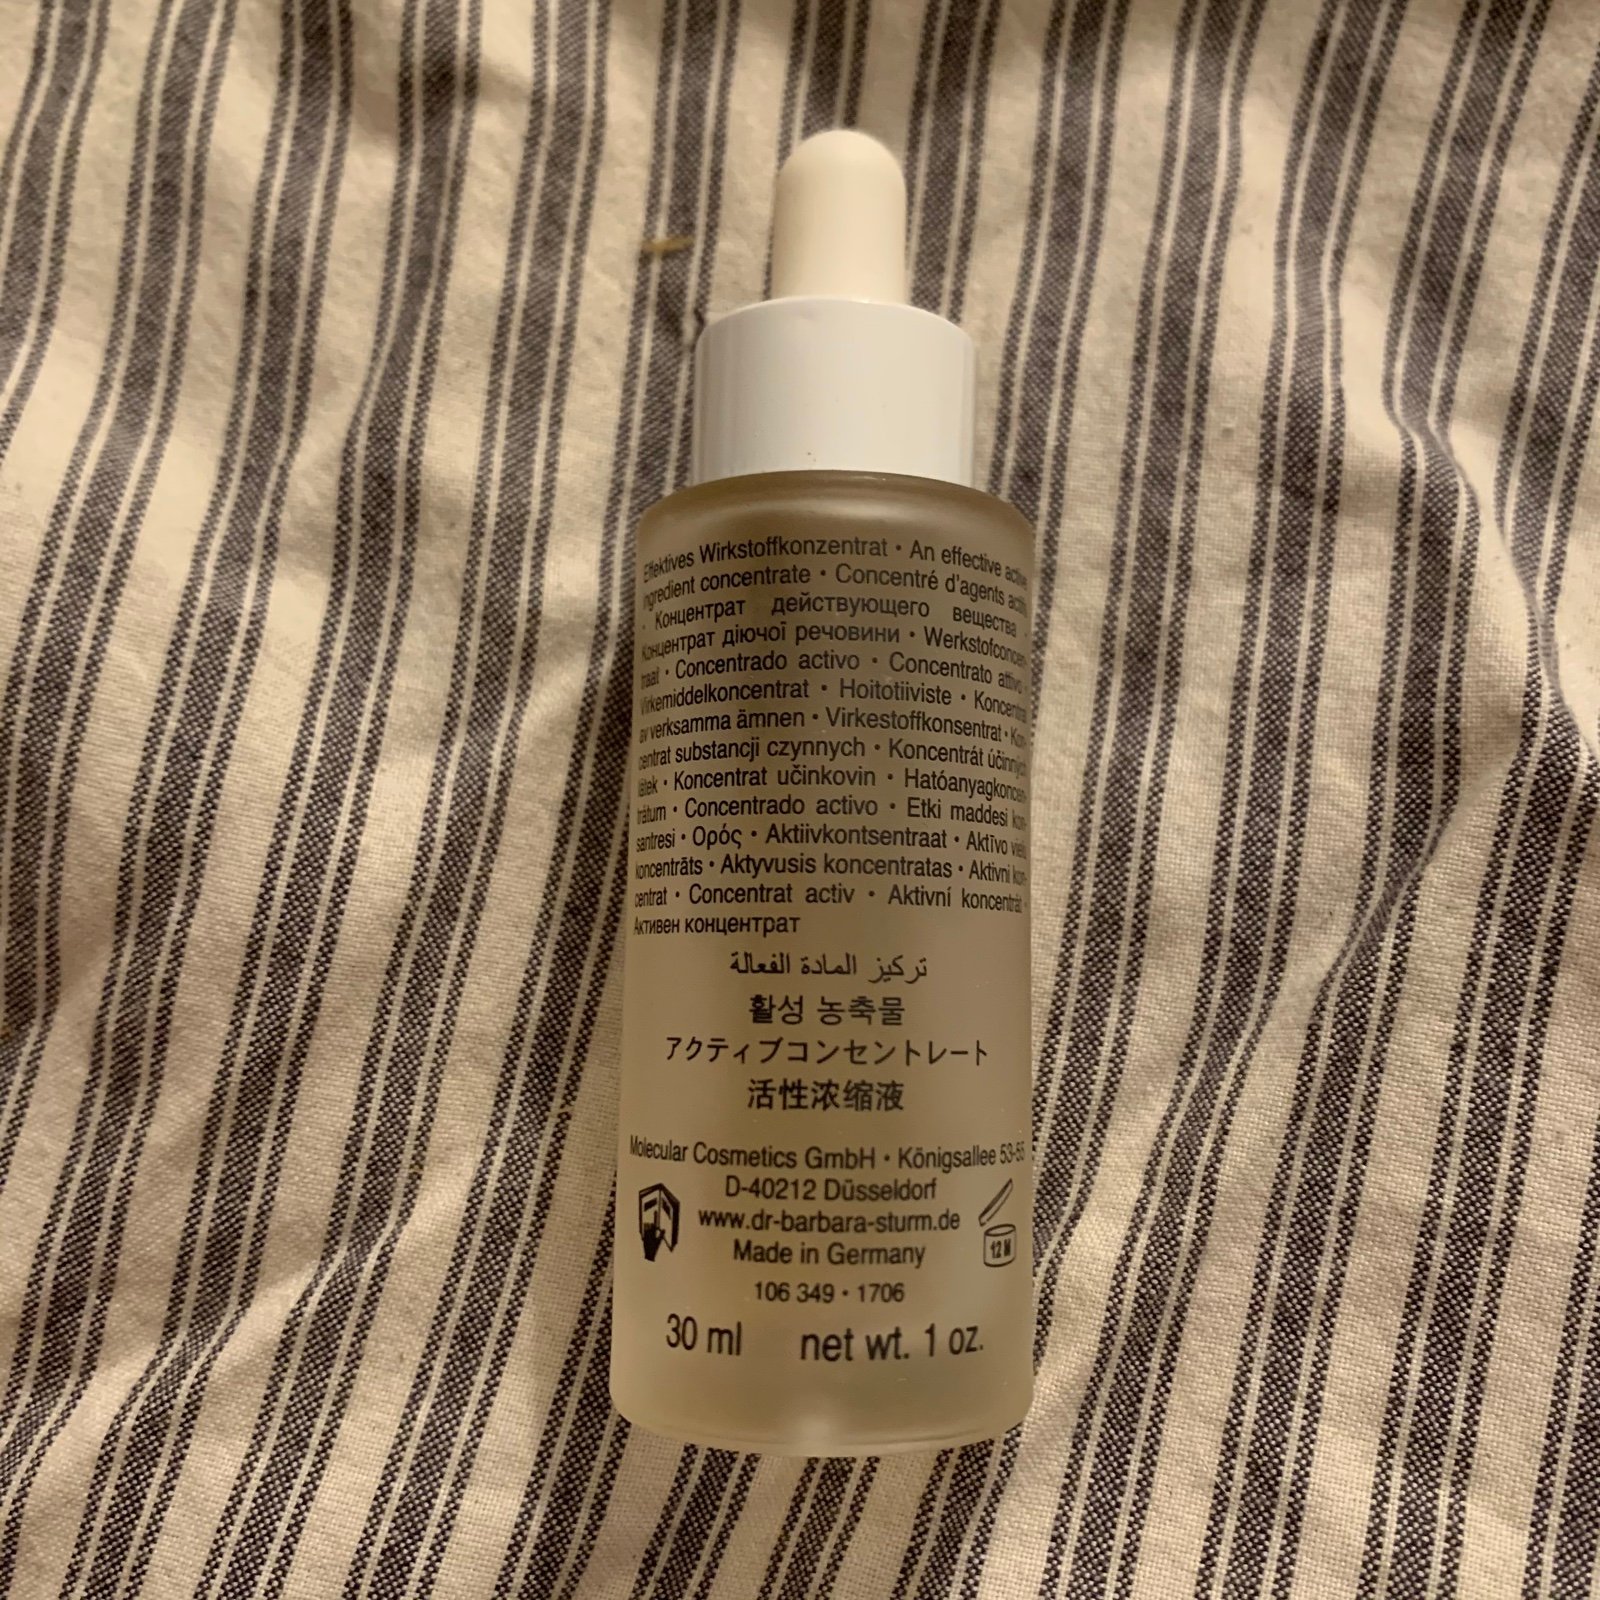 Effektives Wirkstoffkonzentrat • An effective active
ingredient concentrate • Concentré d'agents actifs
• Концентрат действующего вещества •
Концентрат діючої речовини • Werkstofconcen-
traat • Concentrado activo • Concentrato attivo •
Virkemiddelkoncentrat • Hoitotiiviste • Koncentrat
av verksamma ämnen • Virkestoffkonsentrat • Kon-
centrat substancji czynnych • Koncentrát účinných
látek • Koncentrat učinkovin • Hatóanyagkoncen-
trátum • Concentrado activo • Etki maddesi kon-
santresi • Ορός • Aktiivkontsentraat • Aktīvo vielu
koncentrāts • Aktyvusis koncentratas • Aktivni kon-
centrat • Concentrat activ • Aktivní koncentrát •
Активен концентрат
تركيز المادة الفعالة
활성 농축물
アクティブコンセントレート
活性浓缩液
Molecular Cosmetics GmbH • Königsallee 53-55
D-40212 Düsseldorf
www.dr-barbara-sturm.de
Made in Germany
12 M
106 349 • 1706
30 ml net wt. 1 oz.